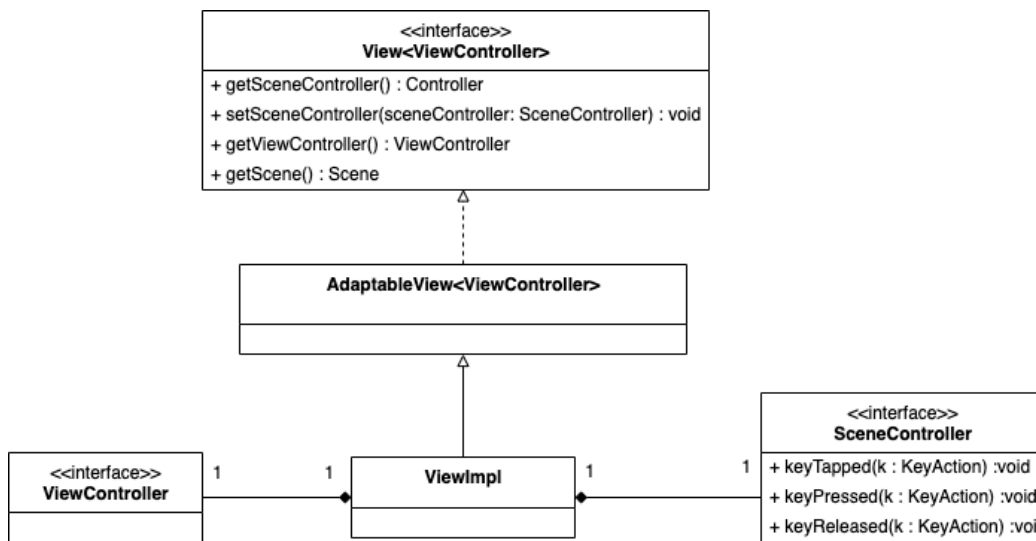 <<interface>>
View<ViewController>
+ getSceneController() : Controller
+ setSceneController(sceneController: SceneController) : void
+ getViewController() : ViewController
+ getScene() : Scene
AdaptableView<ViewController>
<<interface>>
SceneController
+ keyTapped(k : KeyAction) :void
+ keyPressed(k : KeyAction) :void
+ keyReleased(k : KeyAction) :voi
<<interface>>
ViewController
1
1
ViewImpl
1
1